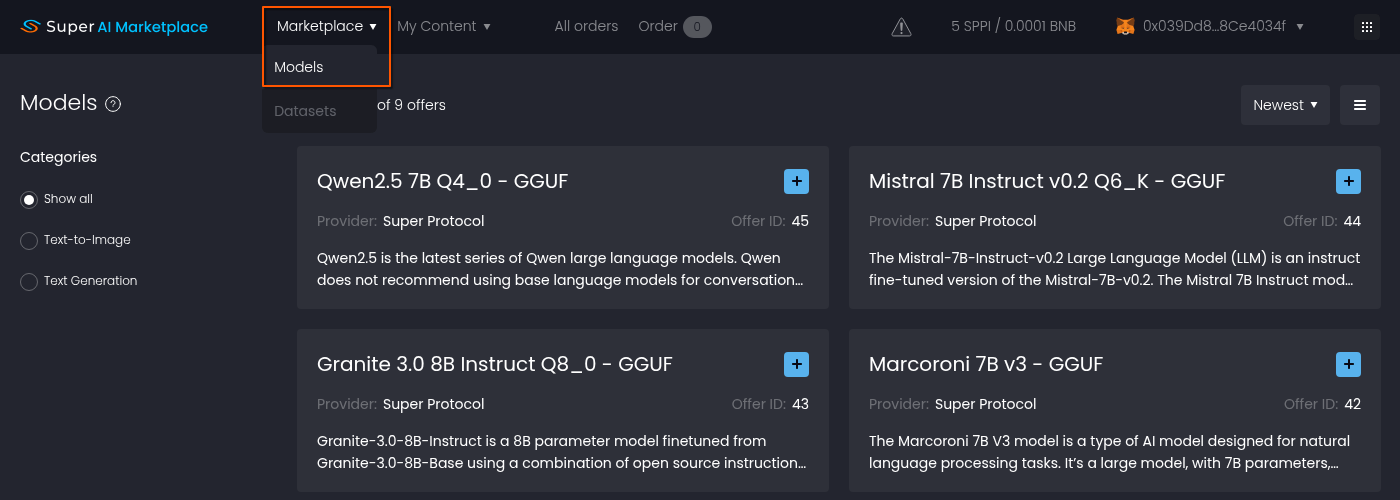 Super AI Marketplace
Marketplace
My Content
All orders
Order 0
5 SPPI / 0.0001 BNB
0x039Dd8...8Ce4034f
Models
Datasets
Models ?
of 9 offers
Newest
Categories
Show all
Text-to-Image
Text Generation
Qwen2.5 7B Q4_0 - GGUF
Provider: Super Protocol
Offer ID: 45
Qwen2.5 is the latest series of Qwen large language models. Qwen
does not recommend using base language models for conversation...
Mistral 7B Instruct v0.2 Q6_K - GGUF
Provider: Super Protocol
Offer ID: 44
The Mistral-7B-Instruct-v0.2 Large Language Model (LLM) is an instruct
fine-tuned version of the Mistral-7B-v0.2. The Mistral 7B Instruct mod...
Granite 3.0 8B Instruct Q8_0 - GGUF
Provider: Super Protocol
Offer ID: 43
Granite-3.0-8B-Instruct is a 8B parameter model finetuned from
Granite-3.0-8B-Base using a combination of open source instruction...
Marcoroni 7B v3 - GGUF
Provider: Super Protocol
Offer ID: 42
The Marcoroni 7B V3 model is a type of AI model designed for natural
language processing tasks. It's a large model, with 7B parameters,...